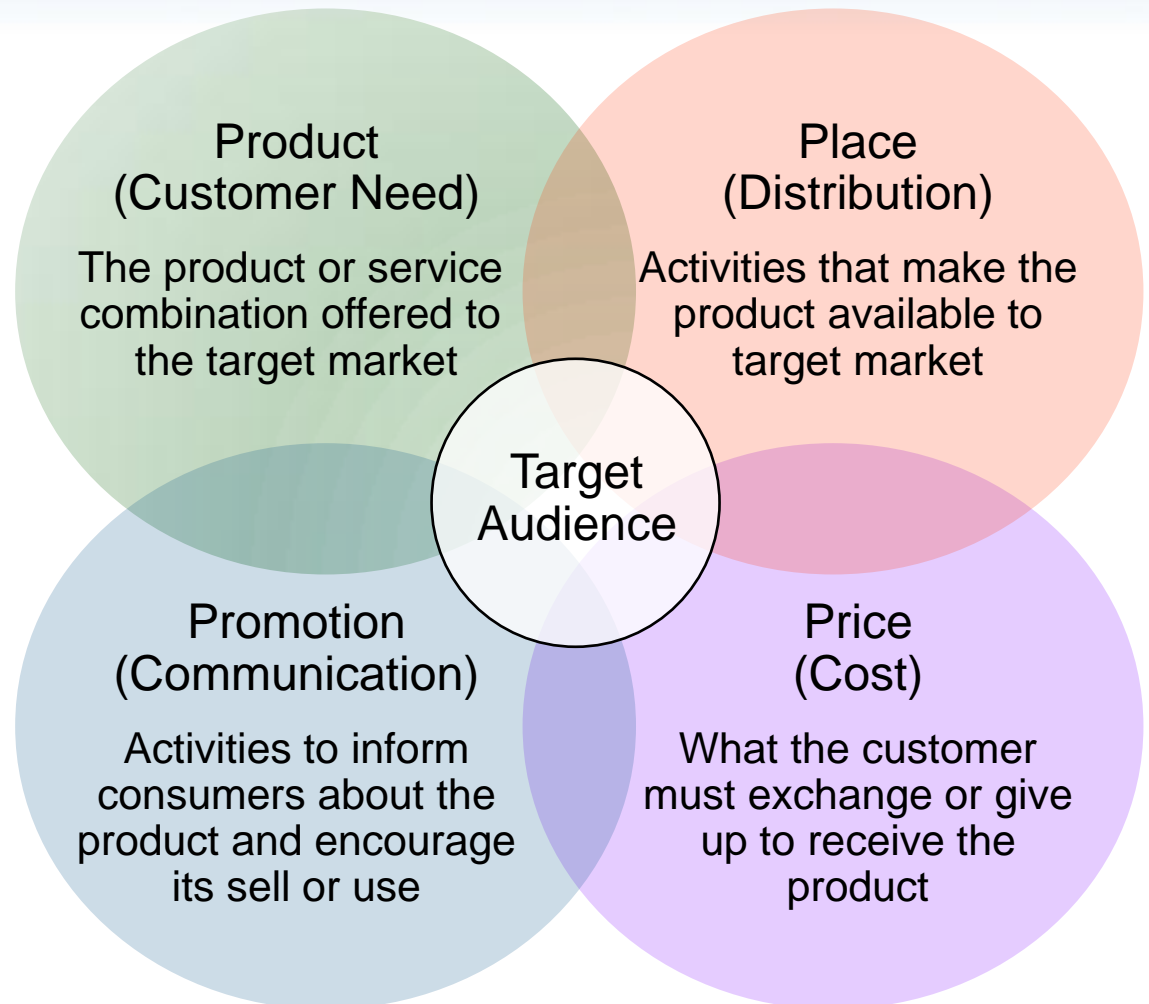 Product
(Customer Need)
The product or service
combination offered to
the target market
Place
(Distribution)
Activities that make the
product available to
target market
Target
Audience
Promotion
(Communication)
Activities to inform
consumers about the
product and encourage
its sell or use
Price
(Cost)
What the customer
must exchange or give
up to receive the
product